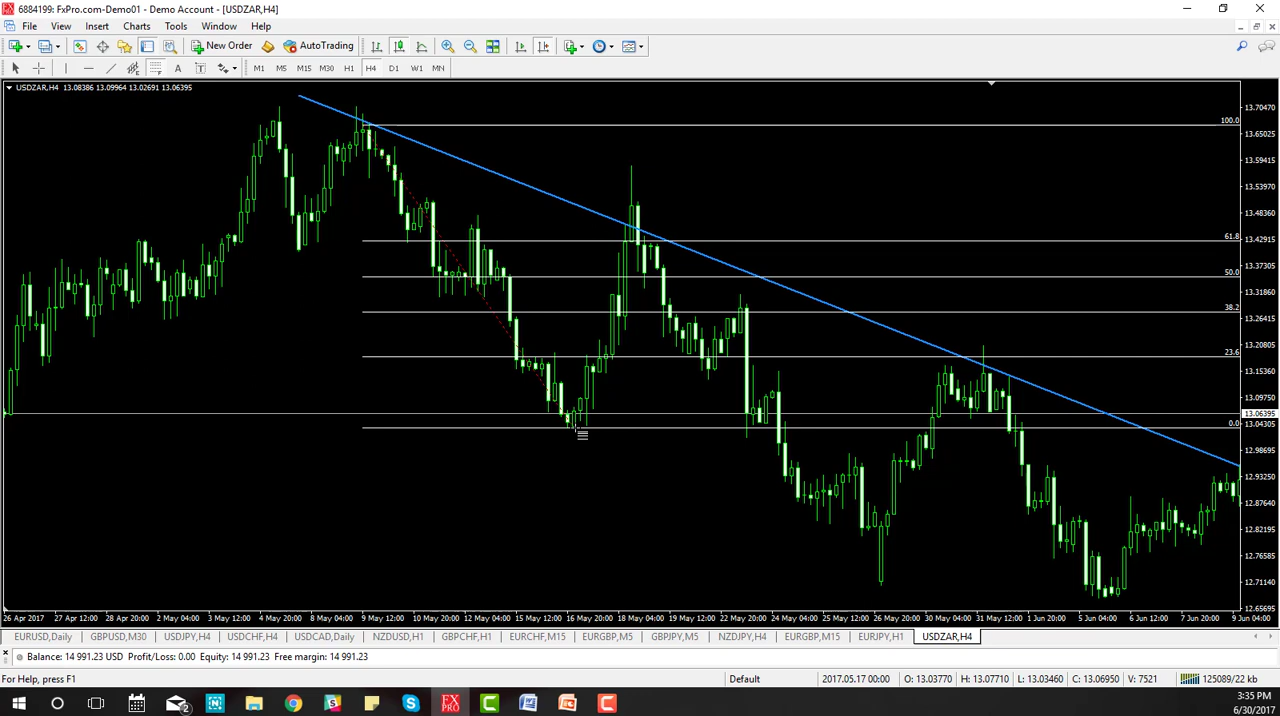 6884199: FxPro.com-Demo01 - Demo Account - [USDZAR,H4]
File View Insert Charts Tools Window Help
New Order AutoTrading
A T M1 M5 M15 M30 H1 H4 D1 W1 MN
USDZAR,H4 13.08386 13.09964 13.02691 13.06395
13.70470
100.0
13.65025
13.59415
13.53970
13.48360
61.8
13.42915
13.37305
50.0
13.31860
38.2
13.26415
13.20805
23.6
13.15360
13.09750
13.06395
13.04305
0.0
12.98695
12.93250
12.87640
12.82195
12.76585
12.71140
12.65695
26 Apr 2017 27 Apr 12:00 2 May 04:00 3 May 12:00 4 May 20:00 8 May 04:00 9 May 12:00 10 May 20:00 12 May 04:00 15 May 12:00 16 May 20:00 18 May 04:00 19 May 12:00 22 May 20:00 24 May 04:00 25 May 12:00 26 May 20:00 30 May 04:00 31 May 12:00 1 Jun 20:00 5 Jun 04:00 6 Jun 12:00 7 Jun 20:00 9 Jun 04:00
EURUSD,Daily GBPUSD,M30 USDJPY,H4 USDCHF,H4 USDCAD,Daily NZDUSD,H1 GBPCHF,H1 EURCHF,M15 EURGBP,M5 GBPJPY,M5 NZDJPY,H4 EURGBP,M15 EURJPY,H1 USDZAR,H4
Balance: 14 991.23 USD Profit/Loss: 0.00 Equity: 14 991.23 Free margin: 14 991.23
For Help, press F1 Default 2017.05.17 00:00 O: 13.03770 H: 13.07710 L: 13.03460 C: 13.06950 V: 7521 125089/22 kb
FX PRO
3:35 PM
6/30/2017